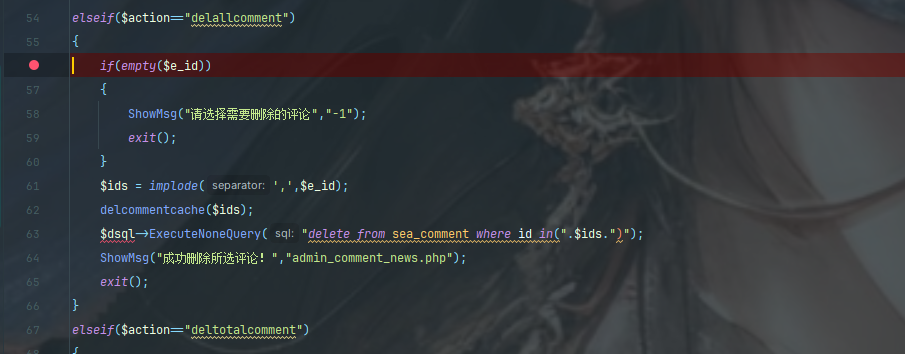 54 elseif($action=="delallcomment")
55 {
if(empty($e_id))
57 {
58 ShowMsg("请选择需要删除的评论","-1");
59 exit();
60 }
61 $ids = implode( separator: ',',$e_id);
62 delcommentcache($ids);
63 $dsql->ExecuteNoneQuery( sql: "delete from sea_comment where id in(".$ids.")");
64 ShowMsg("成功删除所选评论！","admin_comment_news.php");
65 exit();
66 }
67 elseif($action=="deltotalcomment")
{